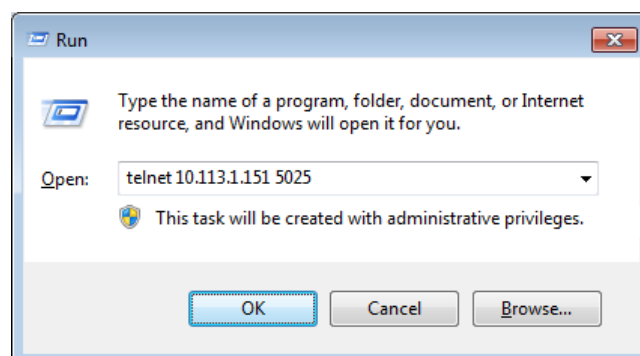 Run
Type the name of a program, folder, document, or Internet
resource, and Windows will open it for you.
Open: telnet 10.113.1.151 5025
This task will be created with administrative privileges.
OK Cancel Browse...